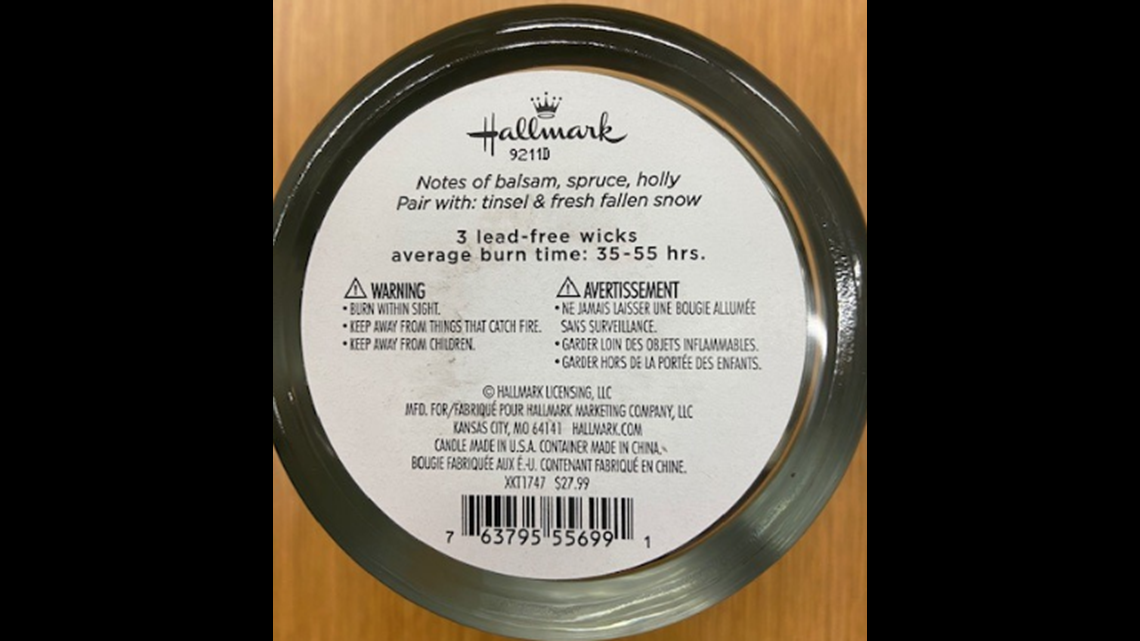 Hallmark
9211D
Notes of balsam, spruce, holly
Pair with: tinsel & fresh fallen snow
3 lead-free wicks
average burn time: 35-55 hrs.
⚠ WARNING
• BURN WITHIN SIGHT.
• KEEP AWAY FROM THINGS THAT CATCH FIRE.
• KEEP AWAY FROM CHILDREN.
⚠ AVERTISSEMENT
• NE JAMAIS LAISSER UNE BOUGIE ALLUMÉE
SANS SURVEILLANCE.
• GARDER LOIN DES OBJETS INFLAMMABLES.
• GARDER HORS DE LA PORTÉE DES ENFANTS.
© HALLMARK LICENSING, LLC
MFD. FOR/FABRIQUÉ POUR HALLMARK MARKETING COMPANY, LLC
KANSAS CITY, MO 64141 HALLMARK.COM
CANDLE MADE IN U.S.A. CONTAINER MADE IN CHINA.
BOUGIE FABRIQUÉE AUX É.-U. CONTENANT FABRIQUÉ EN CHINE.
XKT1747 $27.99
7 63795 55699 1